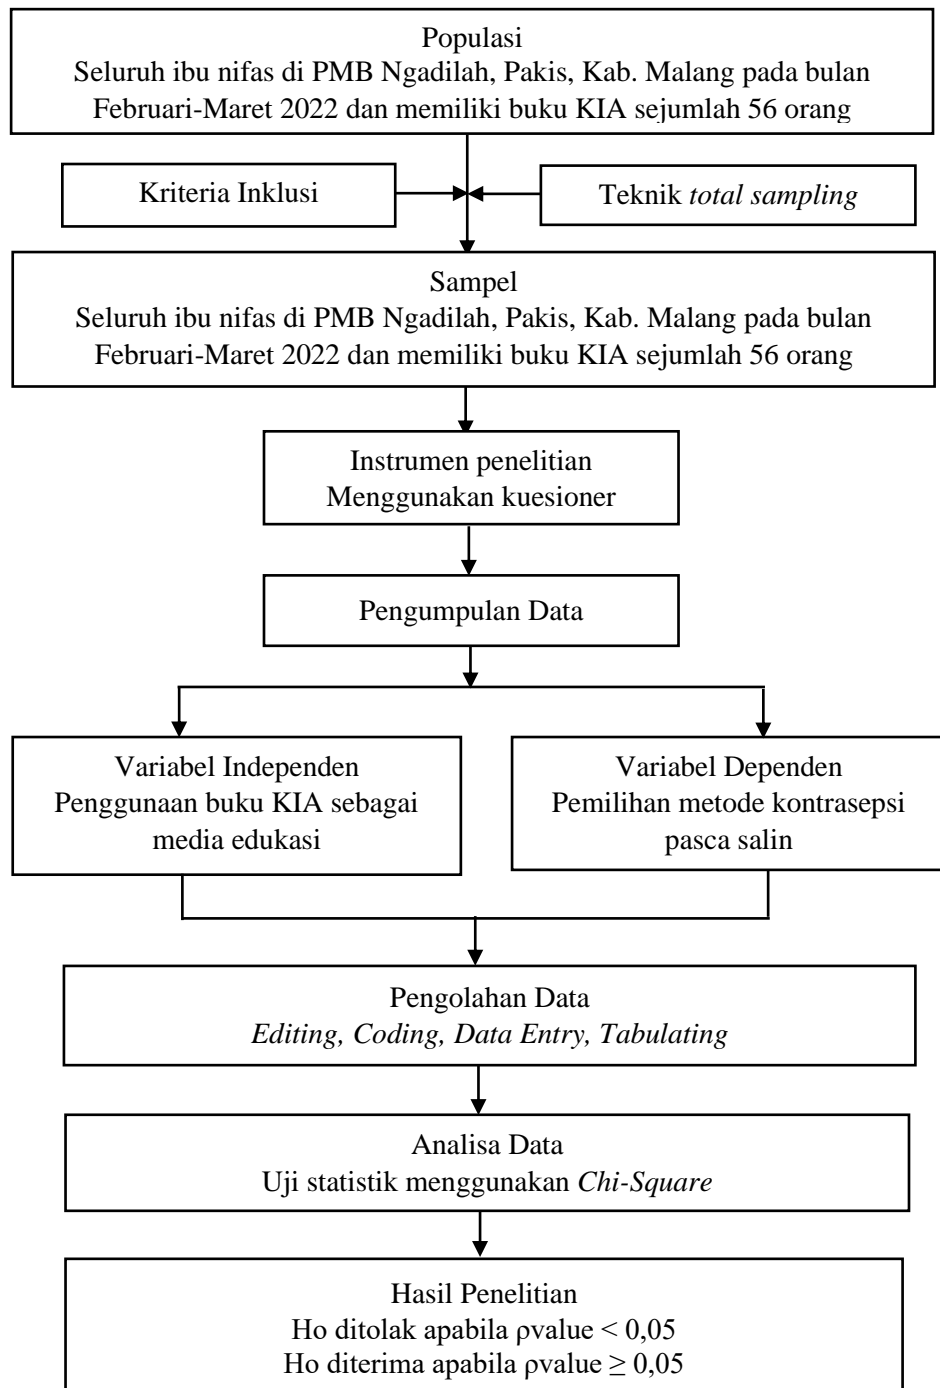 Populasi
Seluruh ibu nifas di PMB Ngadilah, Pakis, Kab. Malang pada bulan
Februari-Maret 2022 dan memiliki buku KIA sejumlah 56 orang
Kriteria Inklusi
Teknik total sampling
Sampel
Seluruh ibu nifas di PMB Ngadilah, Pakis, Kab. Malang pada bulan
Februari-Maret 2022 dan memiliki buku KIA sejumlah 56 orang
Instrumen penelitian
Menggunakan kuesioner
Pengumpulan Data
Variabel Independen
Penggunaan buku KIA sebagai
media edukasi
Variabel Dependen
Pemilihan metode kontrasepsi
pasca salin
Pengolahan Data
Editing, Coding, Data Entry, Tabulating
Analisa Data
Uji statistik menggunakan Chi-Square
Hasil Penelitian
Ho ditolak apabila ρvalue < 0,05
Ho diterima apabila ρvalue ≥ 0,05